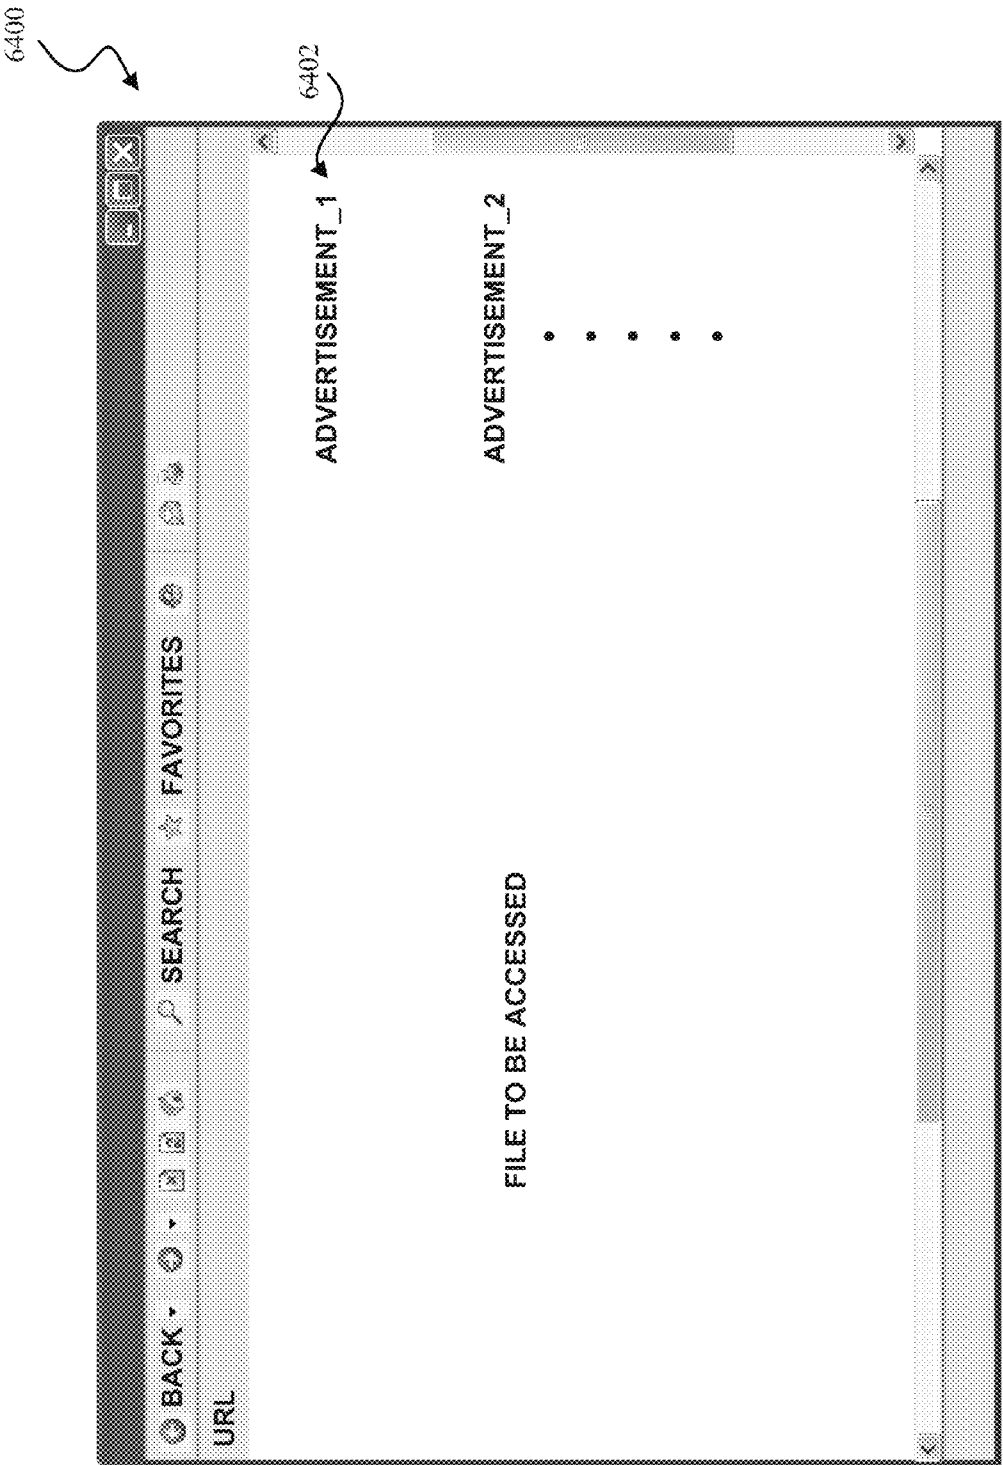 6400
BACK SEARCH FAVORITES
URL
6402
ADVERTISEMENT_1
ADVERTISEMENT_2
FILE TO BE ACCESSED